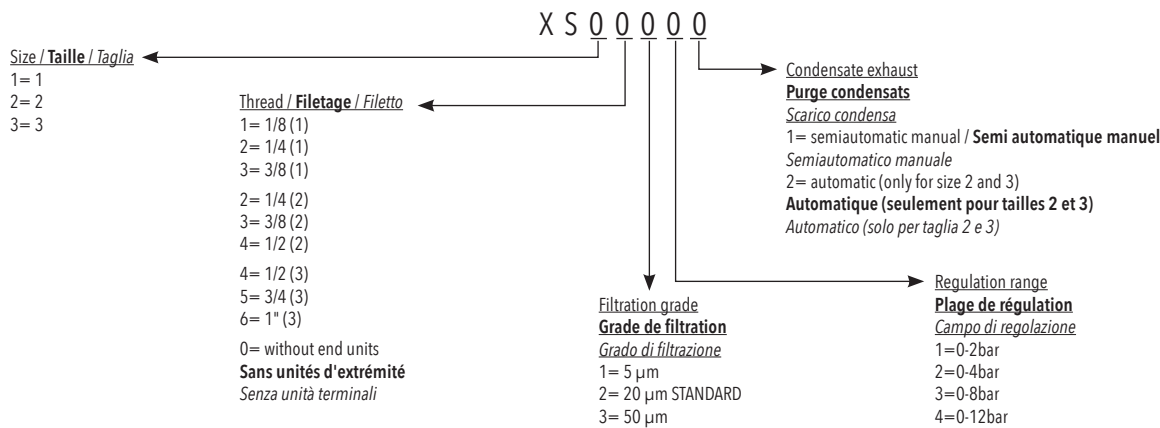 X S 0 0 0 0 0
Size / Taille / Taglia
1= 1
2= 2
3= 3
Thread / Filetage / Filetto
1= 1/8 (1)
2= 1/4 (1)
3= 3/8 (1)
2= 1/4 (2)
3= 3/8 (2)
4= 1/2 (2)
4= 1/2 (3)
5= 3/4 (3)
6= 1" (3)
0= without end units
Sans unités d'extrémité
Senza unità terminali
Filtration grade
Grade de filtration
Grado di filtrazione
1= 5 µm
2= 20 µm STANDARD
3= 50 µm
Regulation range
Plage de régulation
Campo di regolazione
1=0-2bar
2=0-4bar
3=0-8bar
4=0-12bar
Condensate exhaust
Purge condensats
Scarico condensa
1= semiautomatic manual / Semi automatique manuel
Semiautomatico manuale
2= automatic (only for size 2 and 3)
Automatique (seulement pour tailles 2 et 3)
Automatico (solo per taglia 2 e 3)